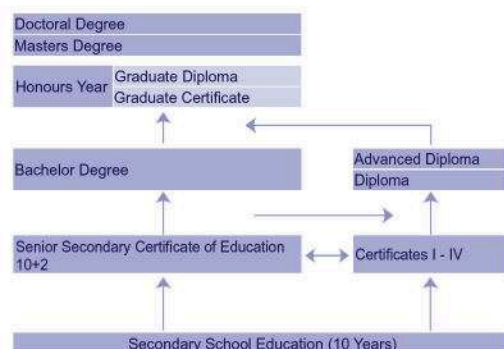 Doctoral Degree
Masters Degree
Honours Year
Graduate Diploma
Graduate Certificate
Bachelor Degree
Advanced Diploma
Diploma
Senior Secondary Certificate of Education
10+2
Certificates I - IV
Secondary School Education (10 Years)